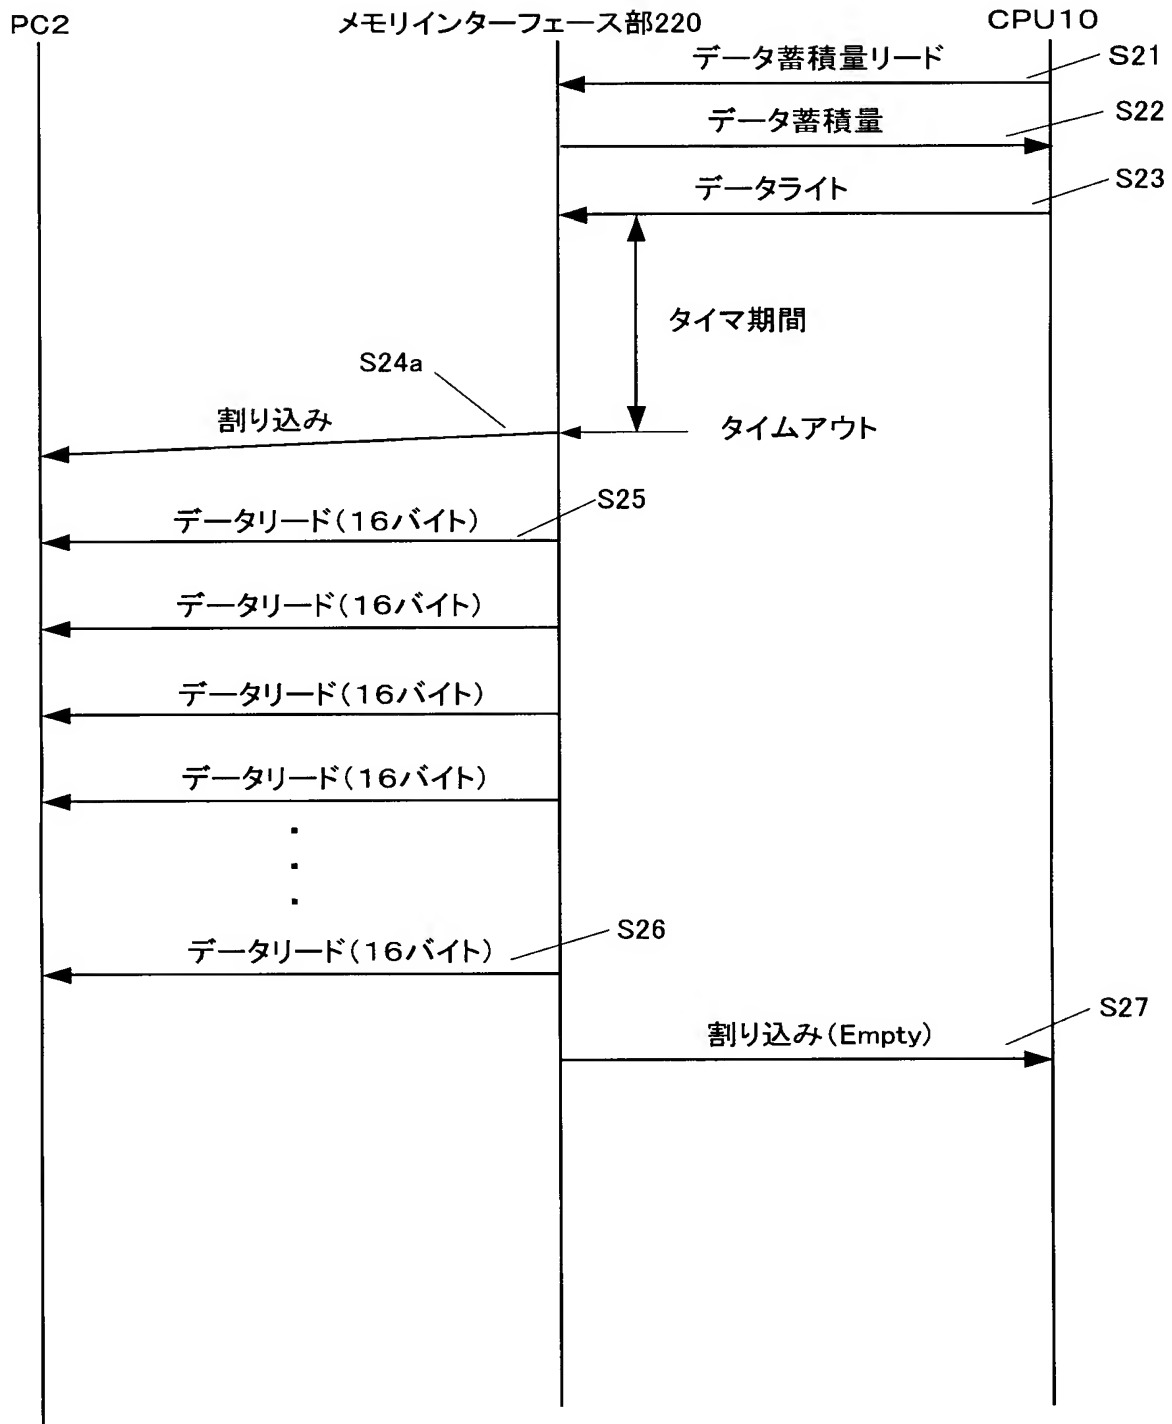 PC2
メモリインターフェース部220
CPU10
データ蓄積量リード
S21
データ蓄積量
S22
データライト
S23
タイマ期間
S24a
割り込み
タイムアウト
S25
データリード(16バイト)
データリード(16バイト)
データリード(16バイト)
データリード(16バイト)
データリード(16バイト)
S26
割り込み(Empty)
S27